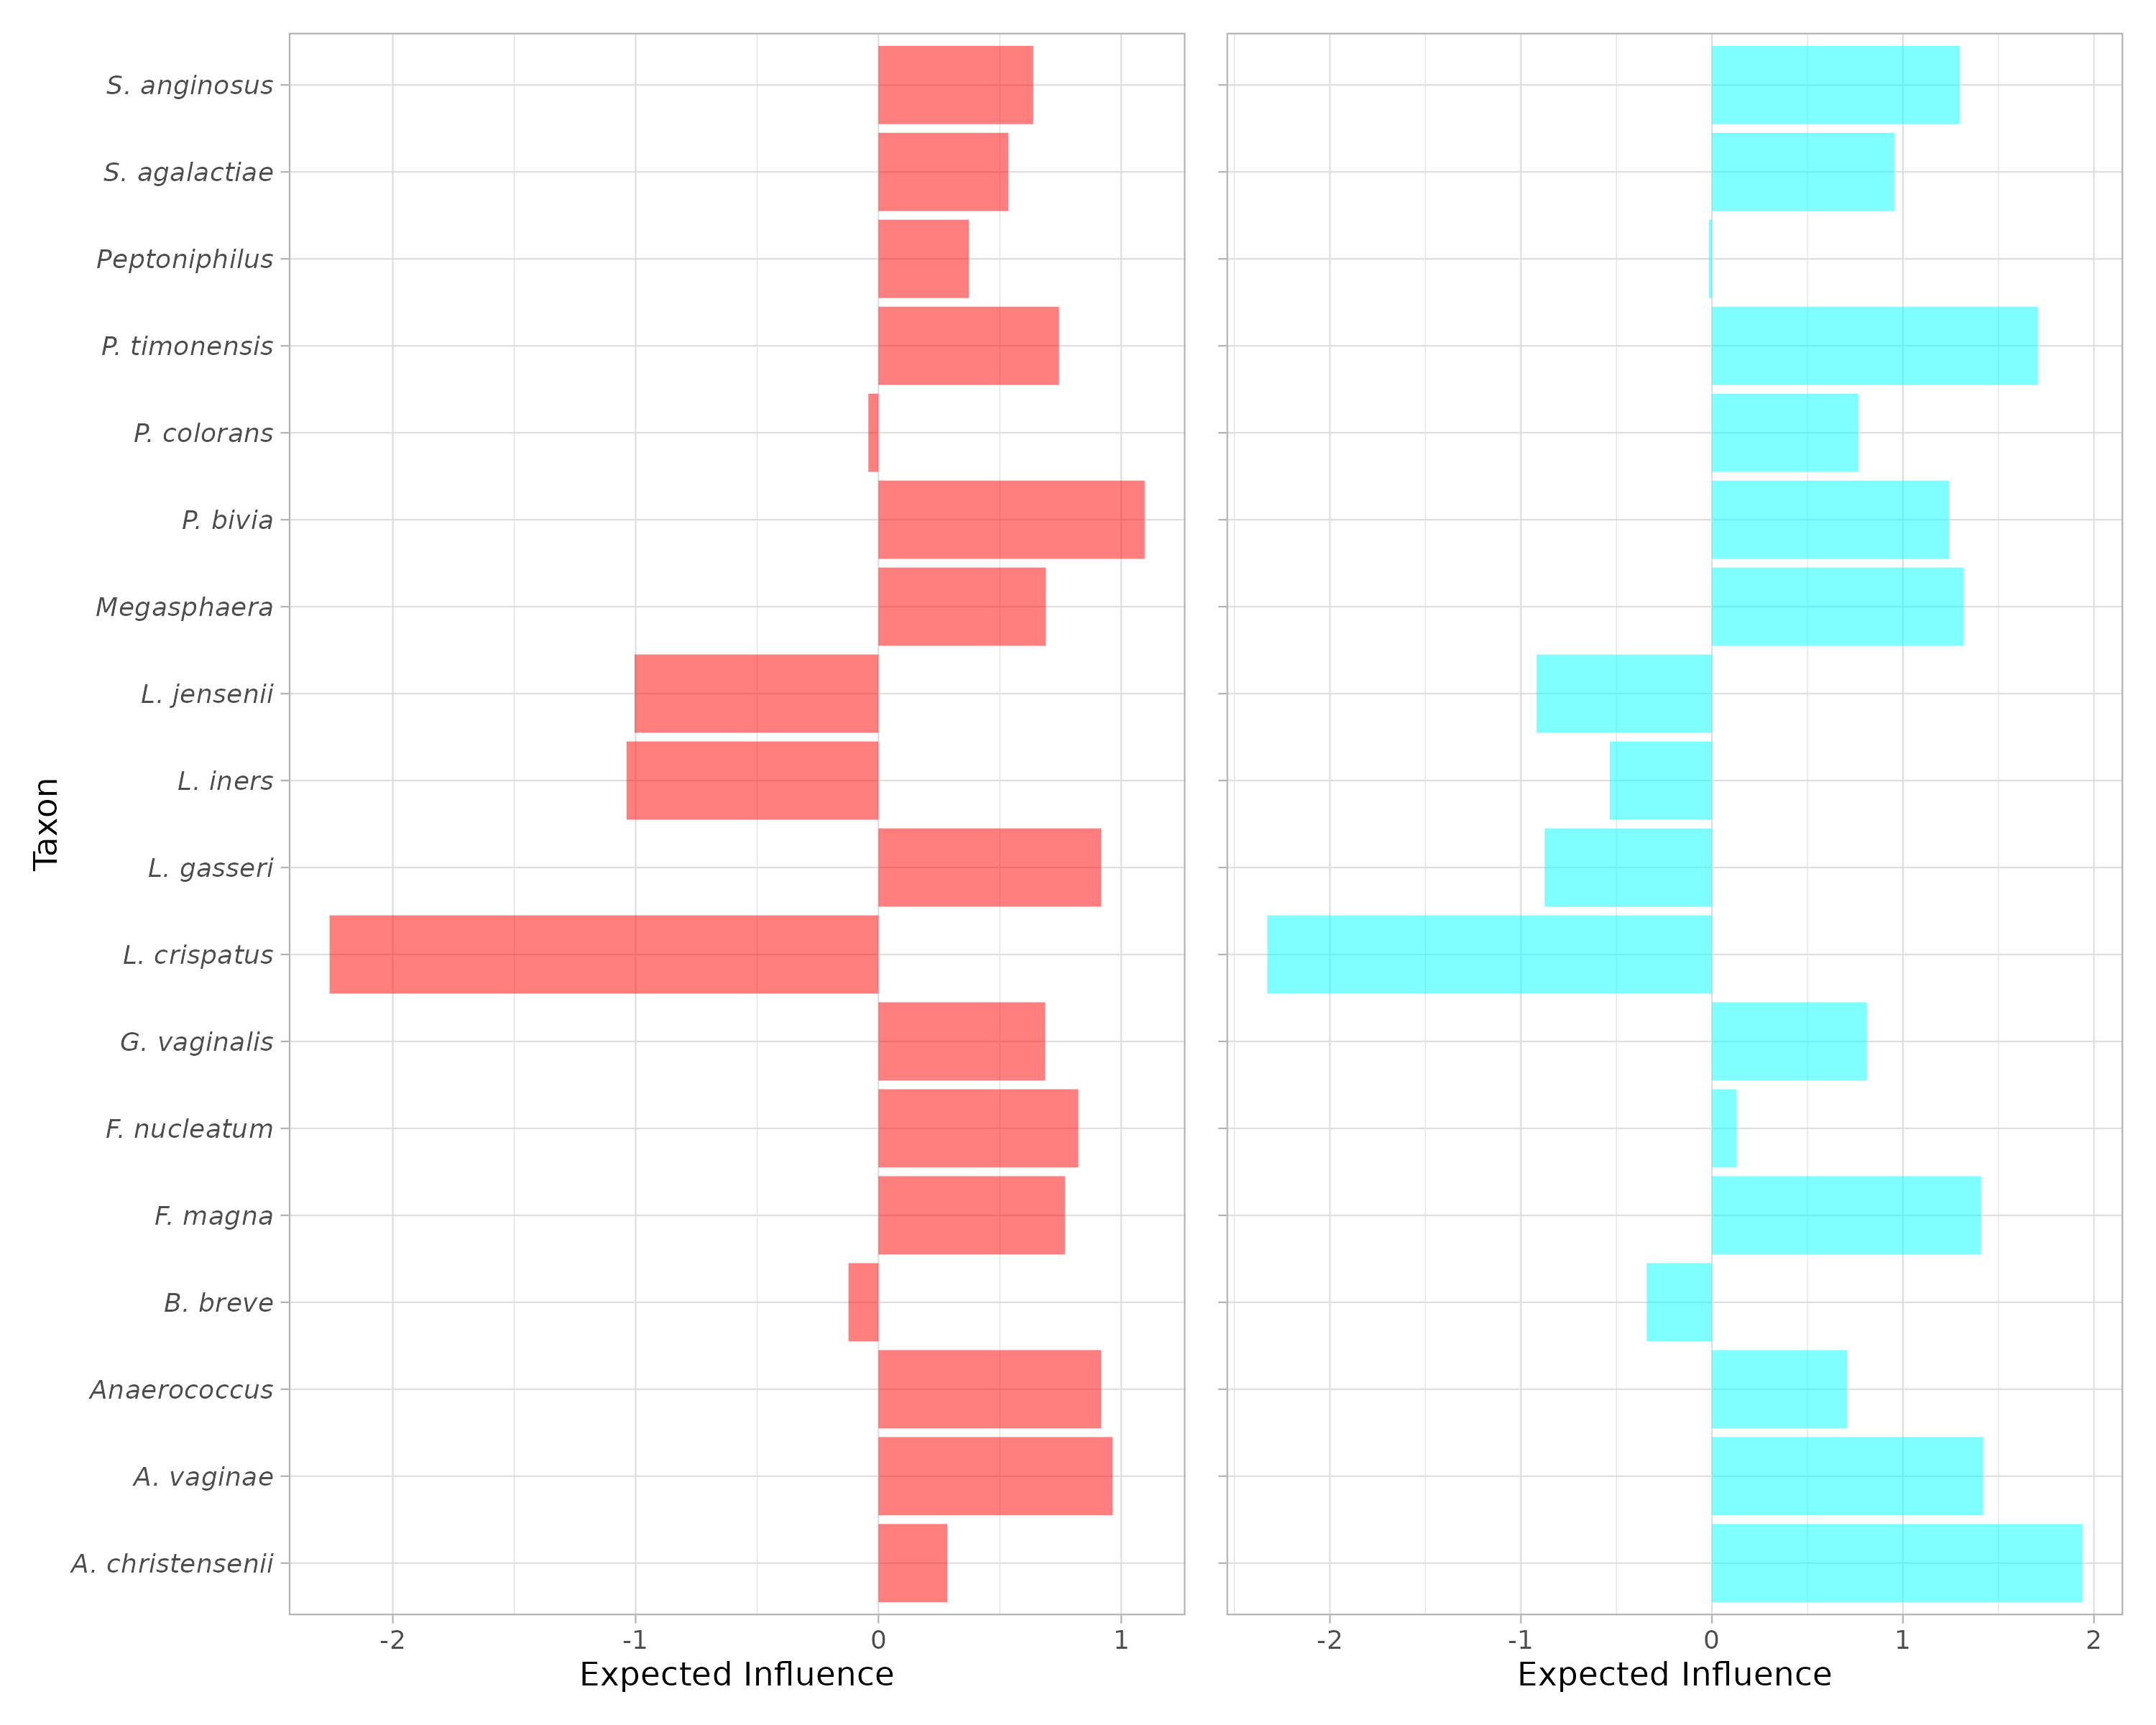 S. anginosus
S. agalactiae
Peptoniphilus
P. timonensis
P. colorans
P. bivia
Megasphaera
L. jensenii
L. iners
L. gasseri
L. crispatus
G. vaginalis
F. nucleatum
F. magna
B. breve
Anaerococcus
A. vaginae
A. christensenii
Taxon
-2 -1 0 1
Expected Influence
-2 -1 0 1 2
Expected Influence